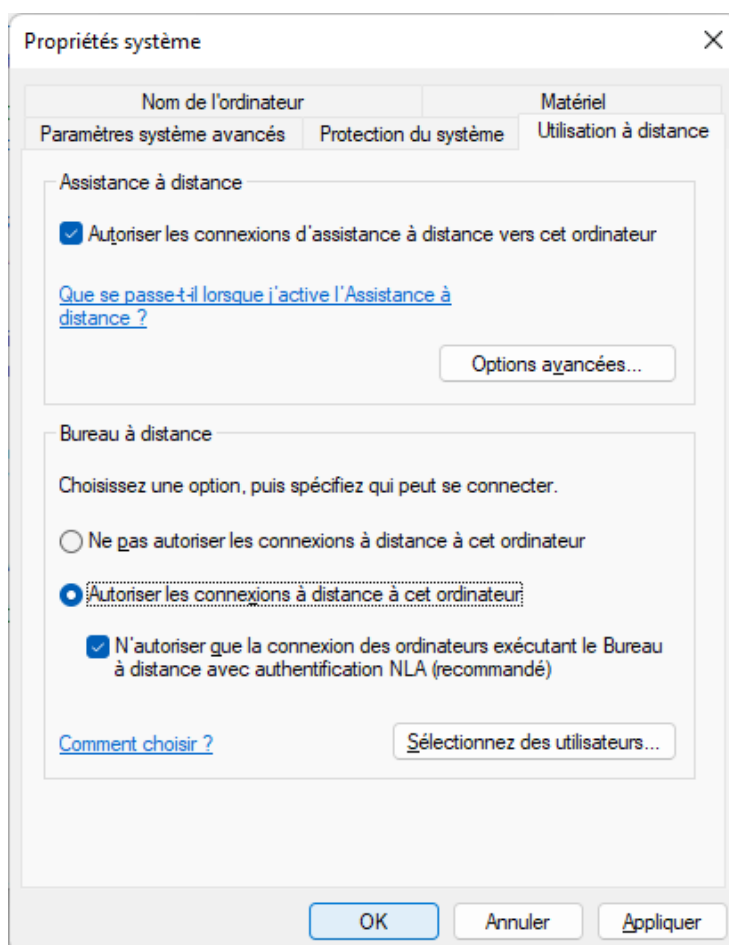 Propriétés système
Nom de l'ordinateur
Matériel
Paramètres système avancés
Protection du système
Utilisation à distance
Assistance à distance
Autoriser les connexions d'assistance à distance vers cet ordinateur
Que se passe-t-il lorsque j'active l'Assistance à
distance ?
Options avancées...
Bureau à distance
Choisissez une option, puis spécifiez qui peut se connecter.
Ne pas autoriser les connexions à distance à cet ordinateur
Autoriser les connexions à distance à cet ordinateur
N'autoriser que la connexion des ordinateurs exécutant le Bureau
à distance avec authentification NLA (recommandé)
Comment choisir ?
Sélectionnez des utilisateurs...
OK
Annuler
Appliquer